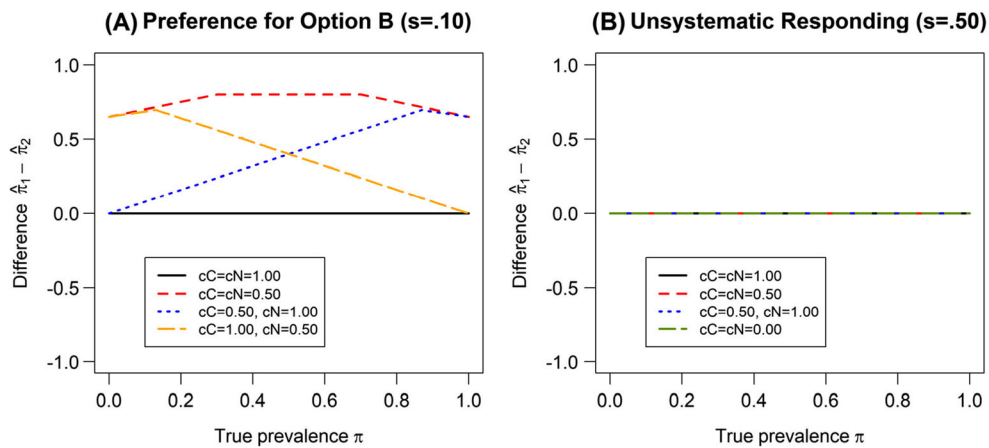 (A) Preference for Option B (s=.10)
1.0
0.5
0.0
-0.5
-1.0
Difference π̂₁ − π̂₂
cC=cN=1.00
cC=cN=0.50
cC=0.50, cN=1.00
cC=1.00, cN=0.50
0.0 0.2 0.4 0.6 0.8 1.0
True prevalence π
(B) Unsystematic Responding (s=.50)
1.0
0.5
0.0
-0.5
-1.0
Difference π̂₁ − π̂₂
cC=cN=1.00
cC=cN=0.50
cC=0.50, cN=1.00
cC=cN=0.00
0.0 0.2 0.4 0.6 0.8 1.0
True prevalence π